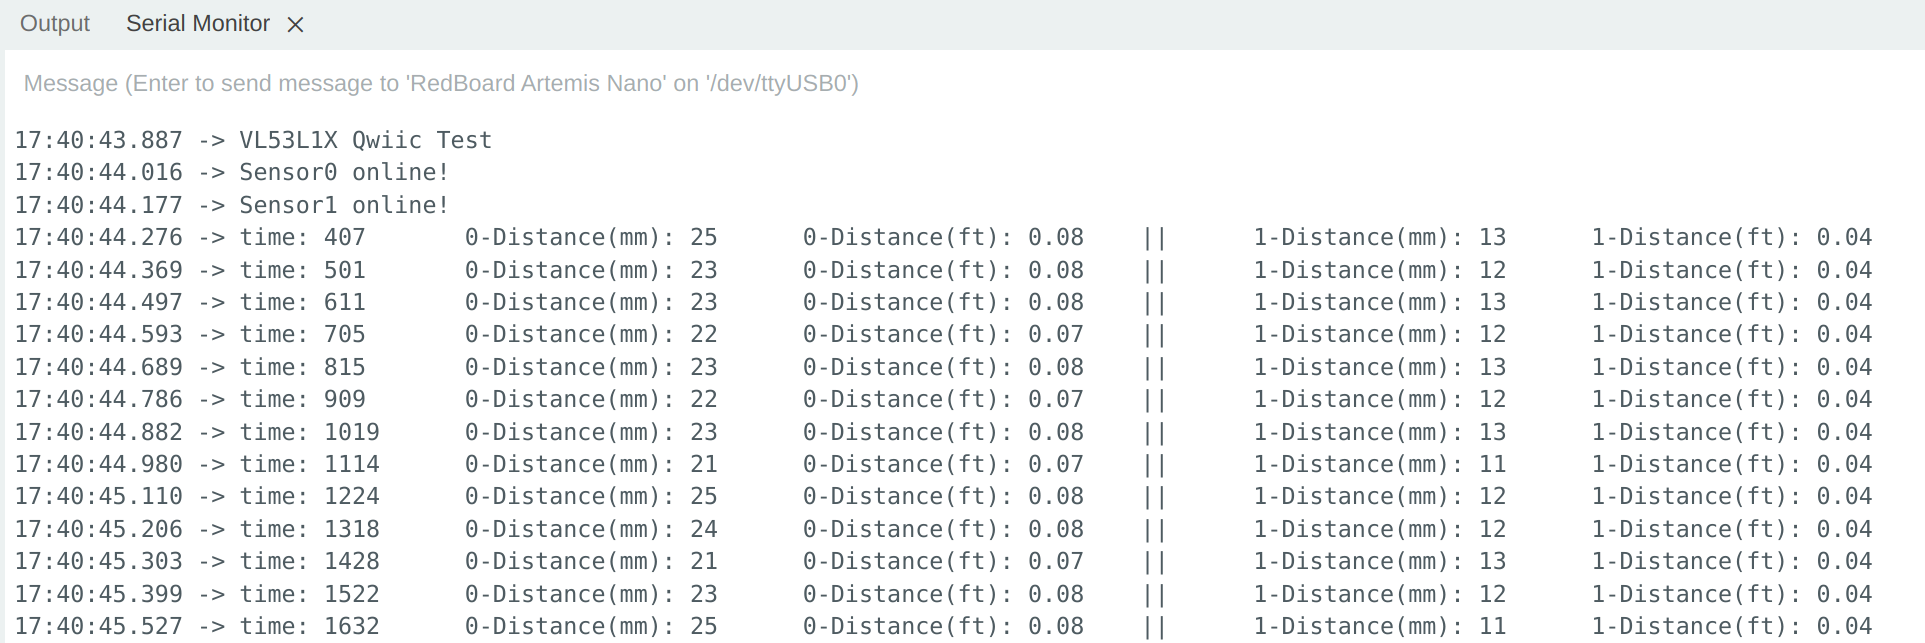 Output Serial Monitor
Message (Enter to send message to 'RedBoard Artemis Nano' on '/dev/ttyUSB0')
17:40:43.887 -> VL53L1X Qwiic Test
17:40:44.016 -> Sensor0 online!
17:40:44.177 -> Sensor1 online!
17:40:44.276 -> time: 407 0-Distance(mm): 25 0-Distance(ft): 0.08 || 1-Distance(mm): 13 1-Distance(ft): 0.04
17:40:44.369 -> time: 501 0-Distance(mm): 23 0-Distance(ft): 0.08 || 1-Distance(mm): 12 1-Distance(ft): 0.04
17:40:44.497 -> time: 611 0-Distance(mm): 23 0-Distance(ft): 0.08 || 1-Distance(mm): 13 1-Distance(ft): 0.04
17:40:44.593 -> time: 705 0-Distance(mm): 22 0-Distance(ft): 0.07 || 1-Distance(mm): 12 1-Distance(ft): 0.04
17:40:44.689 -> time: 815 0-Distance(mm): 23 0-Distance(ft): 0.08 || 1-Distance(mm): 13 1-Distance(ft): 0.04
17:40:44.786 -> time: 909 0-Distance(mm): 22 0-Distance(ft): 0.07 || 1-Distance(mm): 12 1-Distance(ft): 0.04
17:40:44.882 -> time: 1019 0-Distance(mm): 23 0-Distance(ft): 0.08 || 1-Distance(mm): 13 1-Distance(ft): 0.04
17:40:44.980 -> time: 1114 0-Distance(mm): 21 0-Distance(ft): 0.07 || 1-Distance(mm): 11 1-Distance(ft): 0.04
17:40:45.110 -> time: 1224 0-Distance(mm): 25 0-Distance(ft): 0.08 || 1-Distance(mm): 12 1-Distance(ft): 0.04
17:40:45.206 -> time: 1318 0-Distance(mm): 24 0-Distance(ft): 0.08 || 1-Distance(mm): 12 1-Distance(ft): 0.04
17:40:45.303 -> time: 1428 0-Distance(mm): 21 0-Distance(ft): 0.07 || 1-Distance(mm): 13 1-Distance(ft): 0.04
17:40:45.399 -> time: 1522 0-Distance(mm): 23 0-Distance(ft): 0.08 || 1-Distance(mm): 12 1-Distance(ft): 0.04
17:40:45.527 -> time: 1632 0-Distance(mm): 25 0-Distance(ft): 0.08 || 1-Distance(mm): 11 1-Distance(ft): 0.04